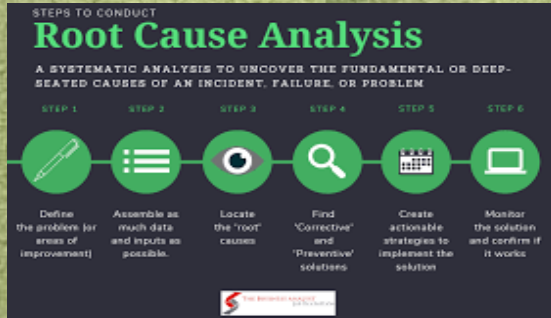 STEPS TO CONDUCT
Root Cause Analysis
A SYSTEMATIC ANALYSIS TO UNCOVER THE FUNDAMENTAL OR DEEP-
SEATED CAUSES OF AN INCIDENT, FAILURE, OR PROBLEM
STEP 1
STEP 2
STEP 3
STEP 4
STEP 5
STEP 6
Define
the problem (or
areas of
improvement)
Assemble as
much data
and inputs as
possible.
Locate
the 'root'
causes
Find
'Corrective'
and
'Preventive'
solutions
Create
actionable
strategies to
implement the
solution
Monitor
the solution
and confirm if
it works
THE BUSINESS ANALYST